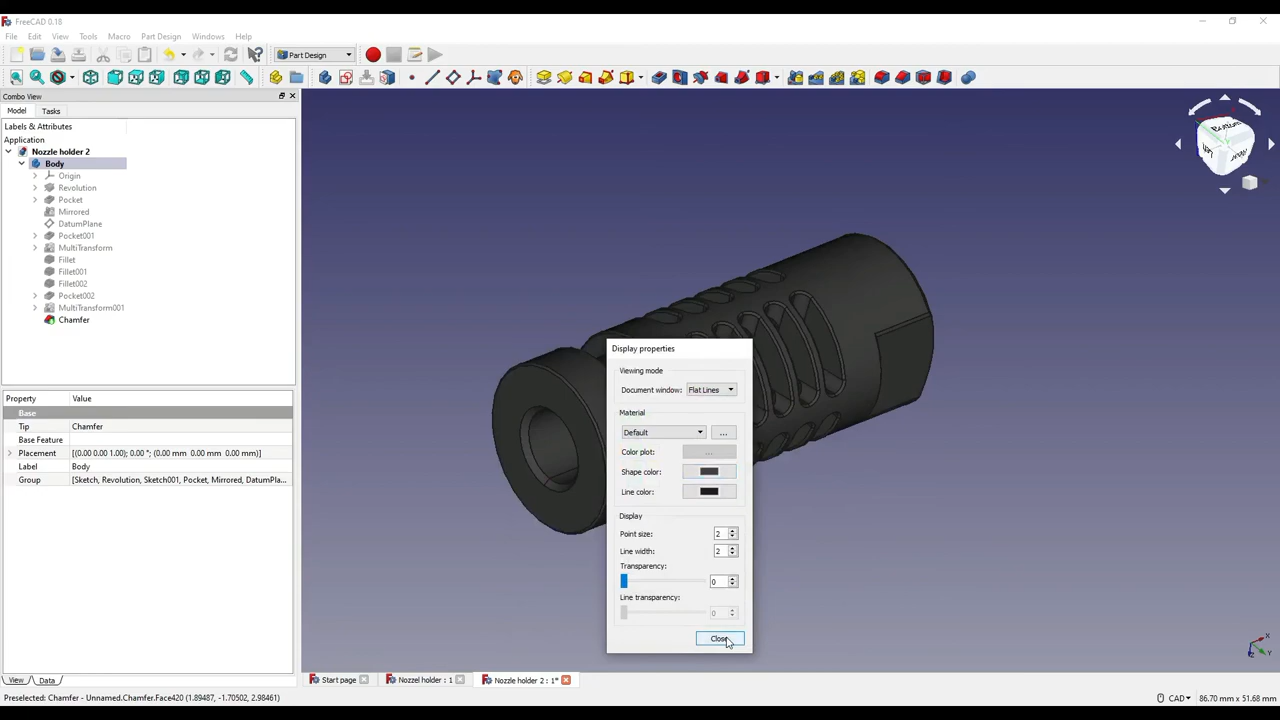 FreeCAD 0.18
File Edit View Tools Macro Part Design Windows Help
Part Design
Combo View
Model Tasks
Labels & Attributes
Application
Nozzle holder 2
Body
Origin
Revolution
Pocket
Mirrored
DatumPlane
Pocket001
MultiTransform
Fillet
Fillet001
Fillet002
Pocket002
MultiTransform001
Chamfer
Property Value
Base
Tip Chamfer
Base Feature
Placement [(0.00 0.00 1.00); 0.00 °; (0.00 mm 0.00 mm 0.00 mm)]
Label Body
Group [Sketch, Revolution, Sketch001, Pocket, Mirrored, DatumPla...
View Data
Bottom
Display properties
Viewing mode
Document window: Flat Lines
Material
Default ...
Color plot: ...
Shape color:
Line color:
Display
Point size: 2
Line width: 2
Transparency:
0
Line transparency:
0
Close
Start page Nozzel holder : 1 Nozzle holder 2 : 1*
X
Y
Z
Preselected: Chamfer - Unnamed.Chamfer.Face420 (1.89487, -1.70502, 2.98461) CAD 86.70 mm x 51.68 mm